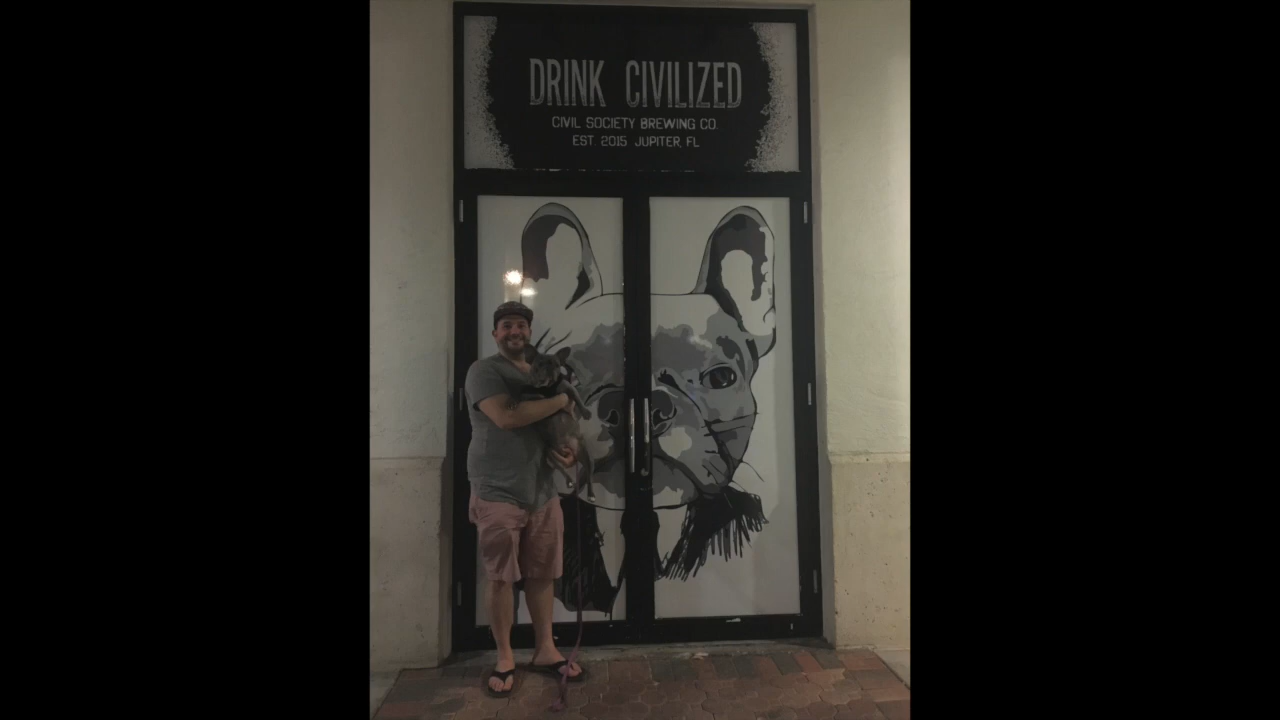 DRINK CIVILIZED
CIVIL SOCIETY BREWING CO.
EST. 2015 JUPITER, FL